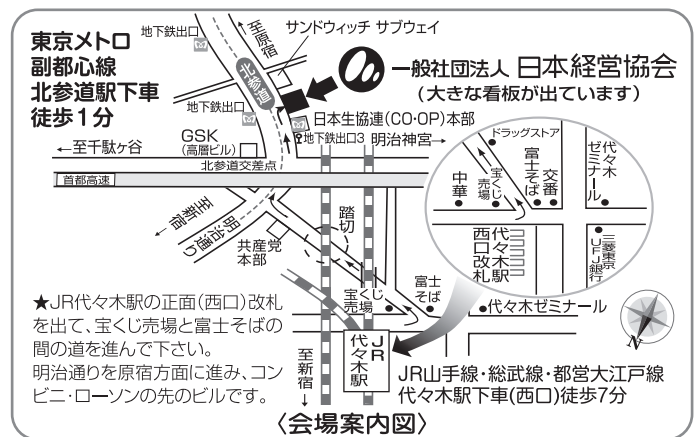 東京メトロ
副都心線
北参道駅下車
徒歩1分
地下鉄出口
至原宿
サンドウィッチ サブウェイ
北参道
一般社団法人 日本経営協会
(大きな看板が出ています)
地下鉄出口
日本生協連(CO・OP)本部
地下鉄出口3 明治神宮→
GSK
(高層ビル)
←至千駄ヶ谷
北参道交差点
首都高速
至新宿
明治通り
共産党
本部
踏切
宝くじ
売場
富士
そば
代々木ゼミナール
ドラッグストア
中華
宝くじ
売場
富士そば
交番
代々木
ゼミナール
代々木駅
西口改札
三菱東京
UFJ銀行
★JR代々木駅の正面(西口)改札
を出て、宝くじ売場と富士そばの
間の道を進んで下さい。
明治通りを原宿方面に進み、コン
ビニ・ローソンの先のビルです。
至新宿
JR
代々木駅
N
JR山手線・総武線・都営大江戸線
代々木駅下車(西口)徒歩7分
〈会場案内図〉